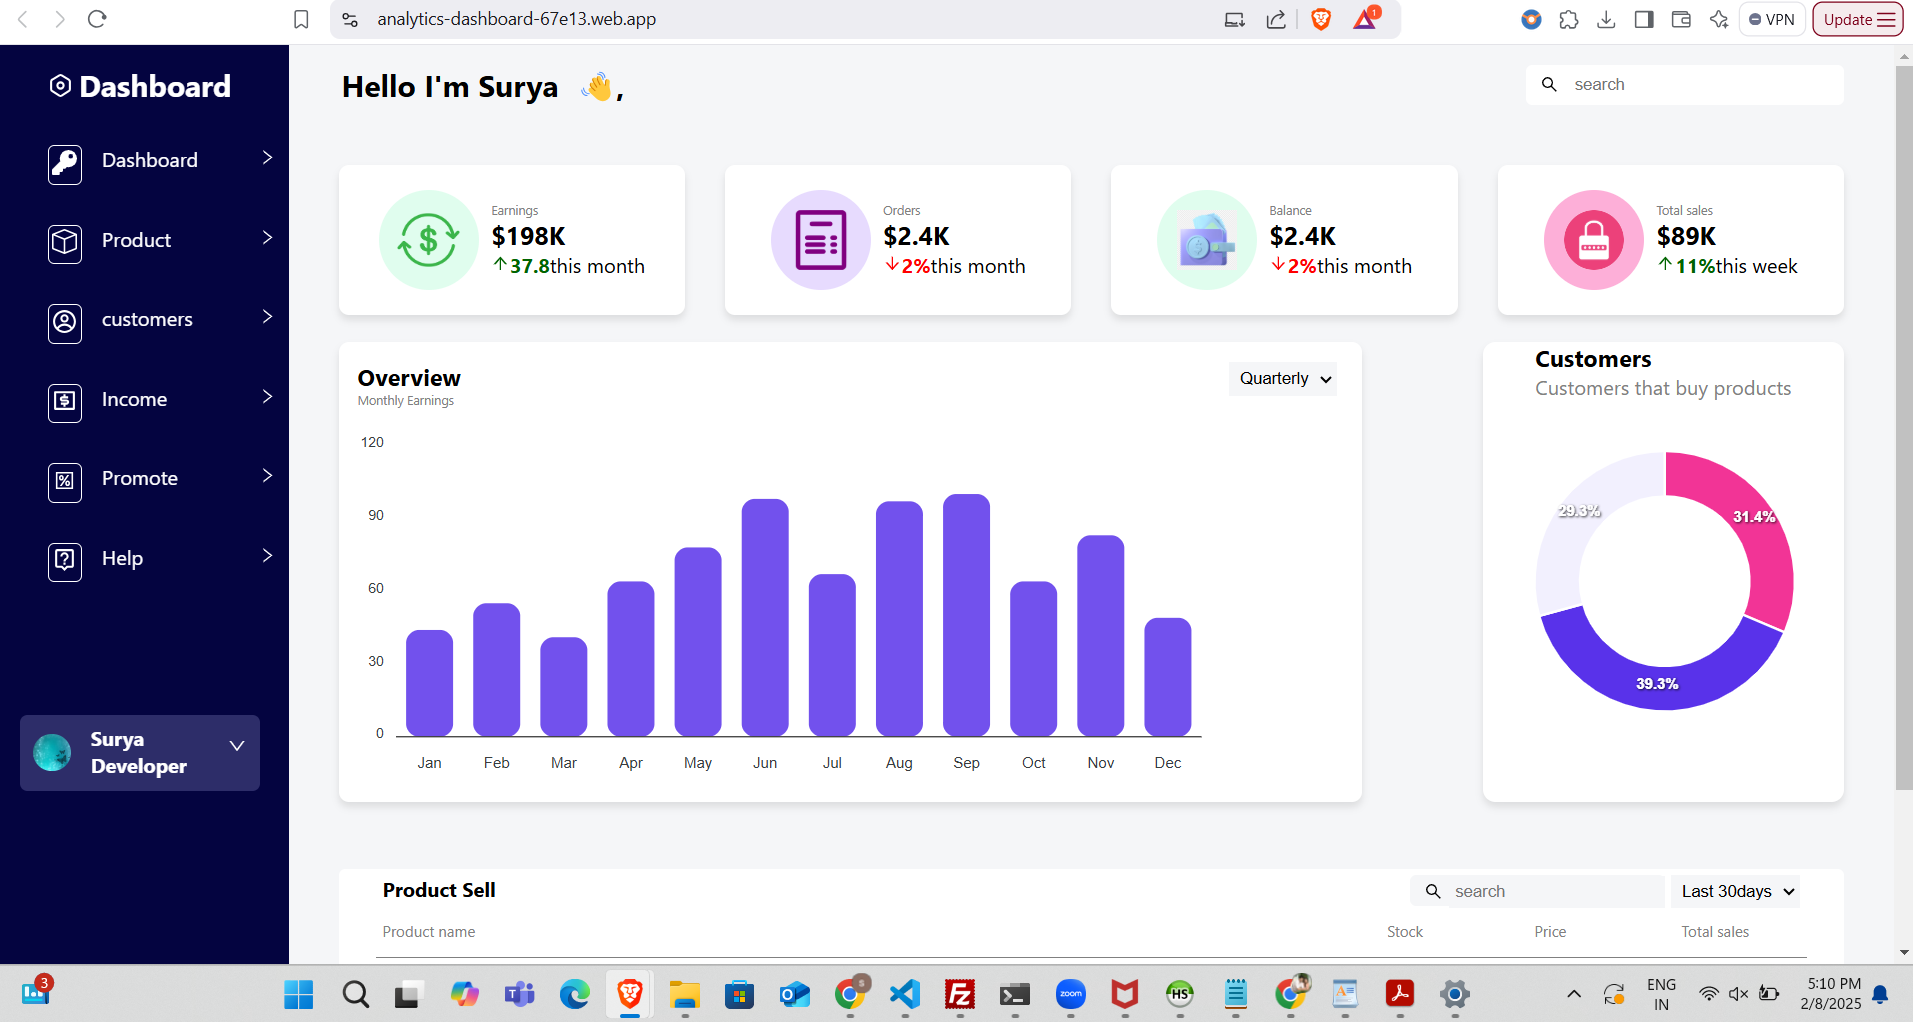 analytics-dashboard-67e13.web.app
1
VPN
Update
Dashboard
Dashboard
Product
customers
Income
Promote
Help
Surya
Developer
Hello I'm Surya 👋,
search
Earnings
$198K
↑37.8this month
Orders
$2.4K
↓2%this month
Balance
$2.4K
↓2%this month
Total sales
$89K
↑11%this week
Overview
Monthly Earnings
Quarterly
120
90
60
30
0
Jan Feb Mar Apr May Jun Jul Aug Sep Oct Nov Dec
Customers
Customers that buy products
29.3%
31.4%
39.3%
Product Sell
search
Last 30days
Product name Stock Price Total sales
3
S
zoom
HS
ENG
IN
5:10 PM
2/8/2025